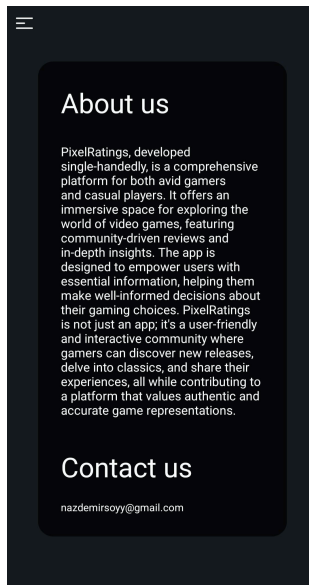 About us
PixelRatings, developed
single-handedly, is a comprehensive
platform for both avid gamers
and casual players. It offers an
immersive space for exploring the
world of video games, featuring
community-driven reviews and
in-depth insights. The app is
designed to empower users with
essential information, helping them
make well-informed decisions about
their gaming choices. PixelRatings
is not just an app; it's a user-friendly
and interactive community where
gamers can discover new releases,
delve into classics, and share their
experiences, all while contributing to
a platform that values authentic and
accurate game representations.
Contact us
nazdemirsoyy@gmail.com